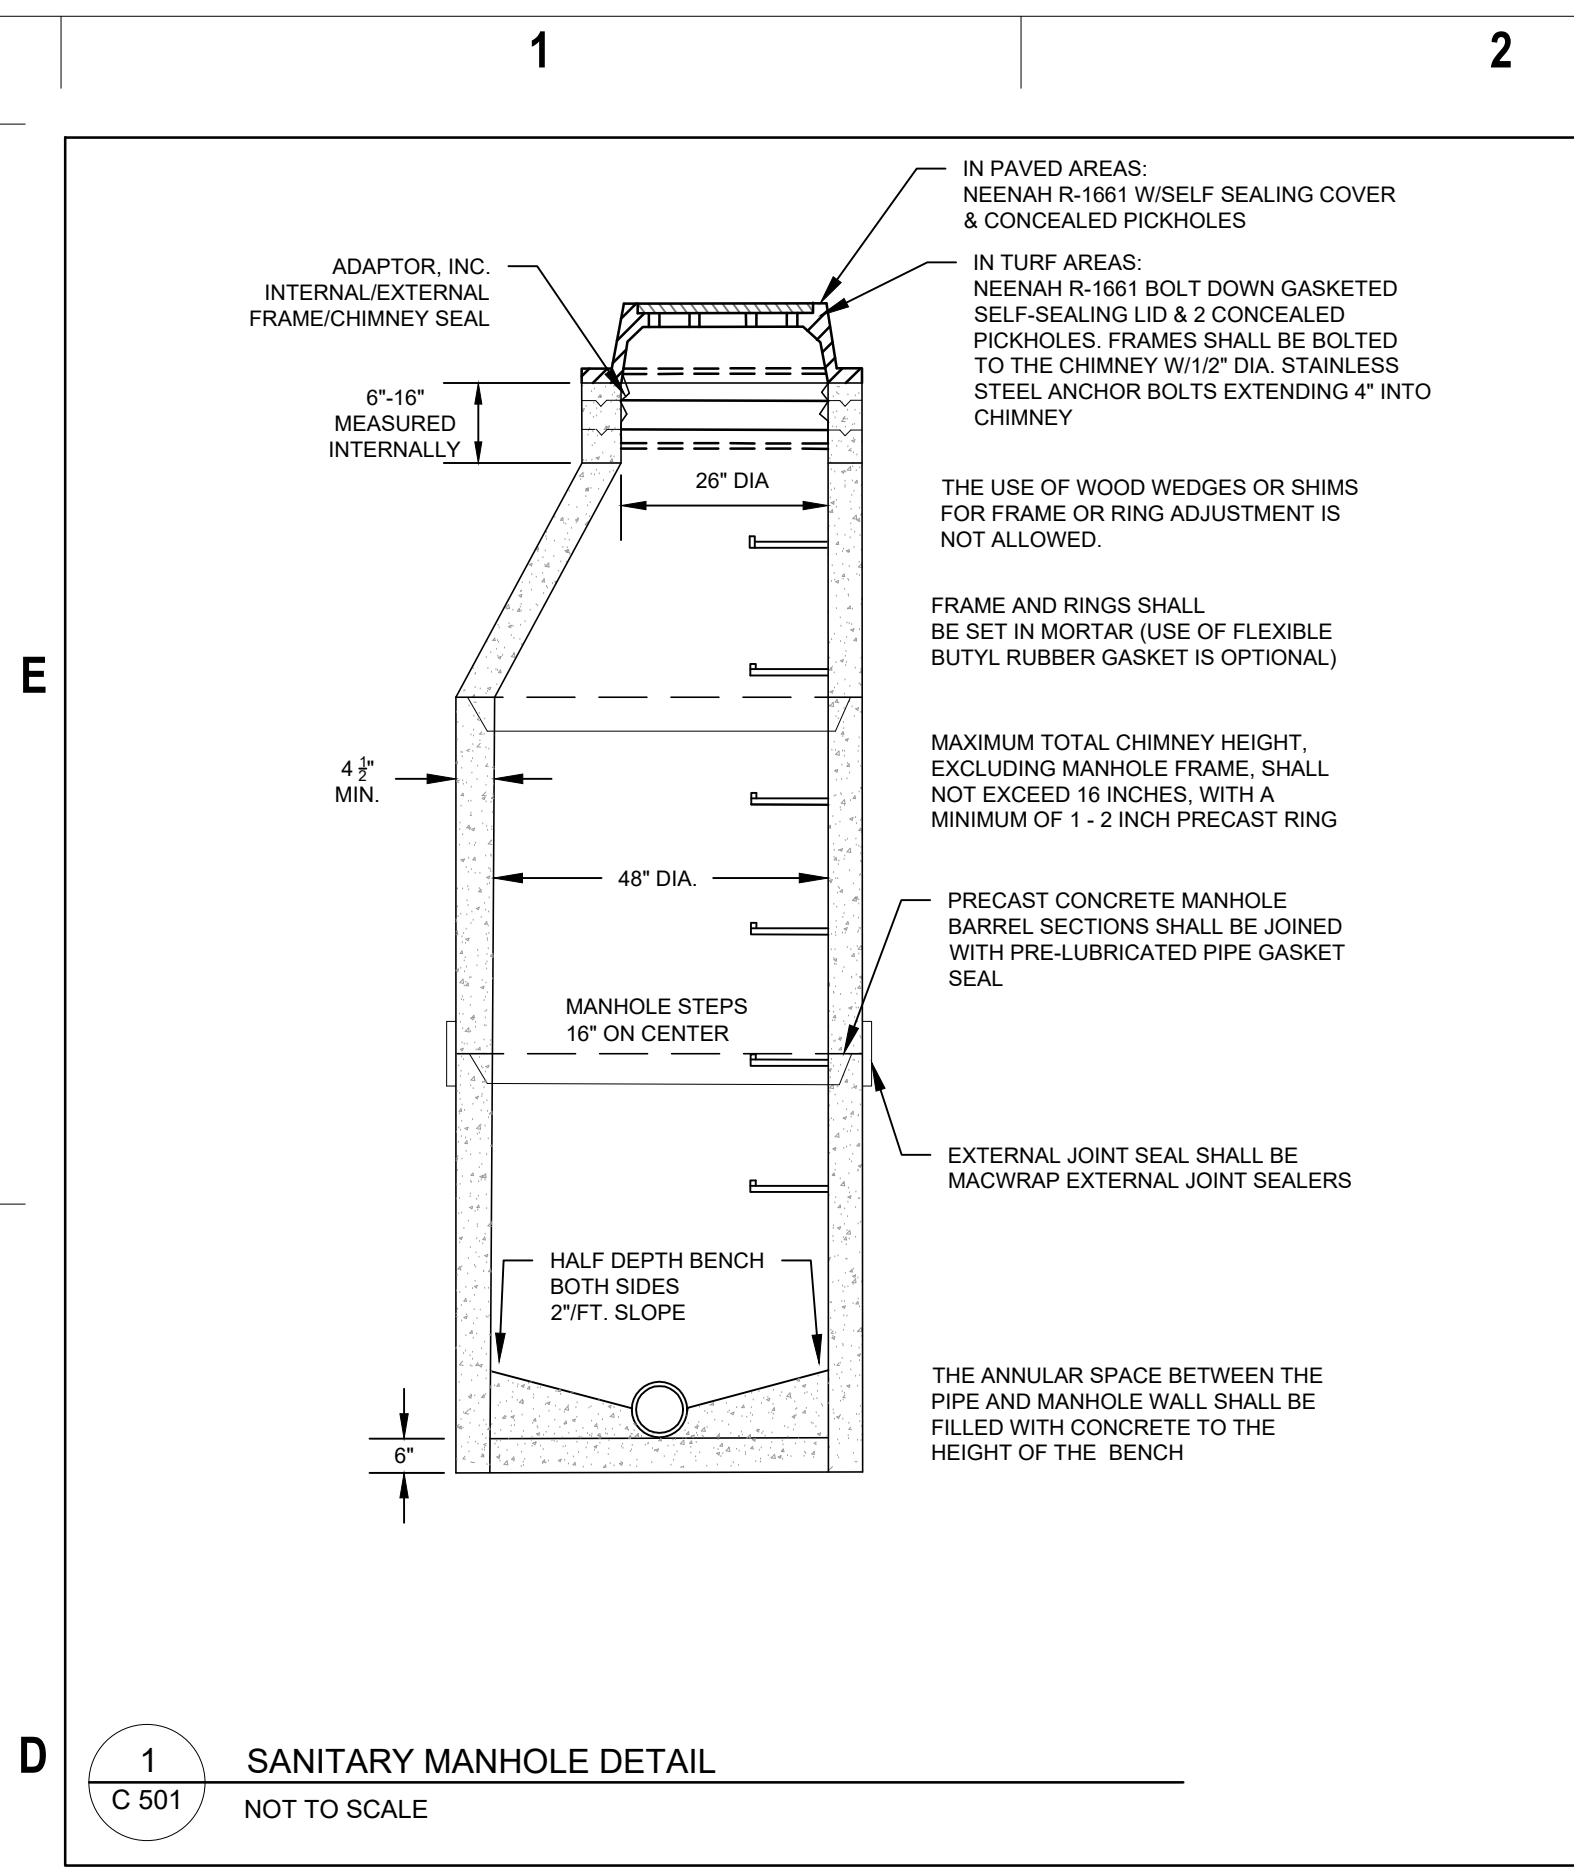 1
2
IN PAVED AREAS:
NEENAH R-1661 W/SELF SEALING COVER
& CONCEALED PICKHOLES
ADAPTOR, INC.
INTERNAL/EXTERNAL
FRAME/CHIMNEY SEAL
IN TURF AREAS:
NEENAH R-1661 BOLT DOWN GASKETED
SELF-SEALING LID & 2 CONCEALED
PICKHOLES. FRAMES SHALL BE BOLTED
TO THE CHIMNEY W/1/2" DIA. STAINLESS
STEEL ANCHOR BOLTS EXTENDING 4" INTO
CHIMNEY
6"-16"
MEASURED
INTERNALLY
26" DIA
THE USE OF WOOD WEDGES OR SHIMS
FOR FRAME OR RING ADJUSTMENT IS
NOT ALLOWED.
FRAME AND RINGS SHALL
BE SET IN MORTAR (USE OF FLEXIBLE
BUTYL RUBBER GASKET IS OPTIONAL)
E
MAXIMUM TOTAL CHIMNEY HEIGHT,
EXCLUDING MANHOLE FRAME, SHALL
NOT EXCEED 16 INCHES, WITH A
MINIMUM OF 1 - 2 INCH PRECAST RING
4 1/2"
MIN.
48" DIA.
PRECAST CONCRETE MANHOLE
BARREL SECTIONS SHALL BE JOINED
WITH PRE-LUBRICATED PIPE GASKET
SEAL
MANHOLE STEPS
16" ON CENTER
EXTERNAL JOINT SEAL SHALL BE
MACWRAP EXTERNAL JOINT SEALERS
HALF DEPTH BENCH
BOTH SIDES
2"/FT. SLOPE
THE ANNULAR SPACE BETWEEN THE
PIPE AND MANHOLE WALL SHALL BE
FILLED WITH CONCRETE TO THE
HEIGHT OF THE BENCH
6"
D
1
C 501
SANITARY MANHOLE DETAIL
NOT TO SCALE